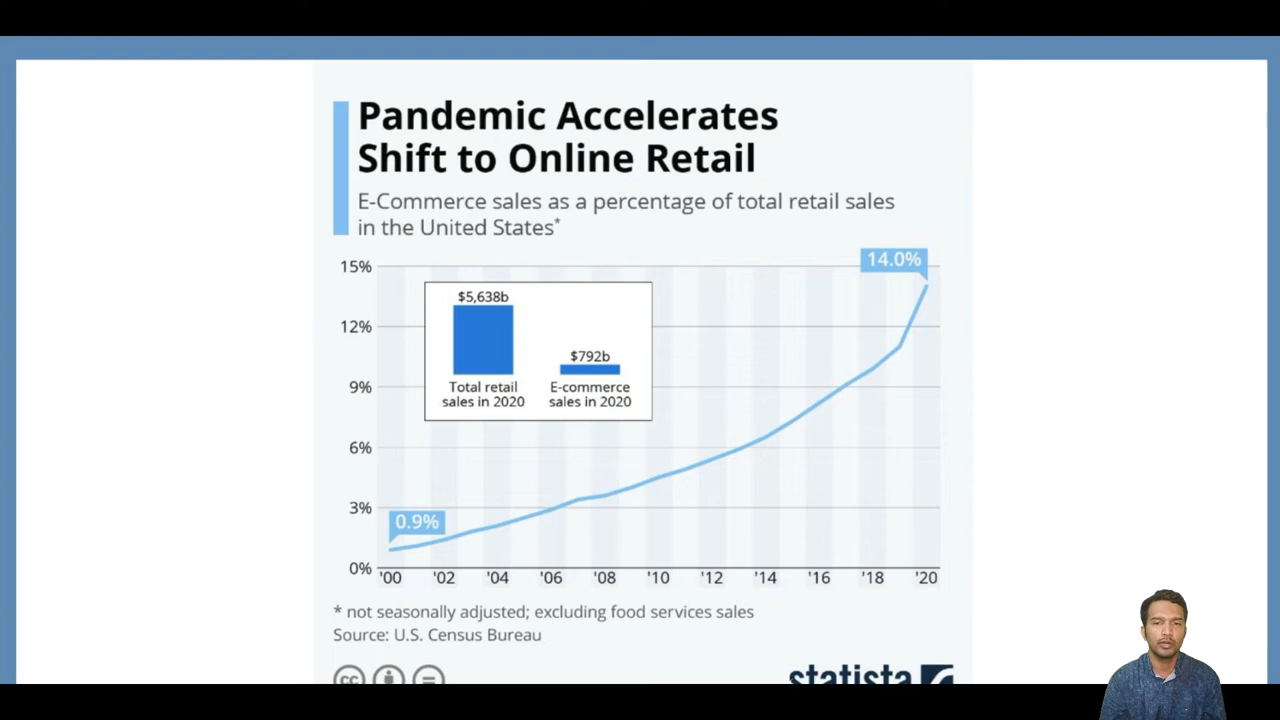 Pandemic Accelerates
Shift to Online Retail
E-Commerce sales as a percentage of total retail sales
in the United States*
15%
12%
9%
6%
3%
0%
$5,638b
Total retail
sales in 2020
$792b
E-commerce
sales in 2020
0.9%
14.0%
'00 '02 '04 '06 '08 '10 '12 '14 '16 '18 '20
* not seasonally adjusted; excluding food services sales
Source: U.S. Census Bureau
cc
statista